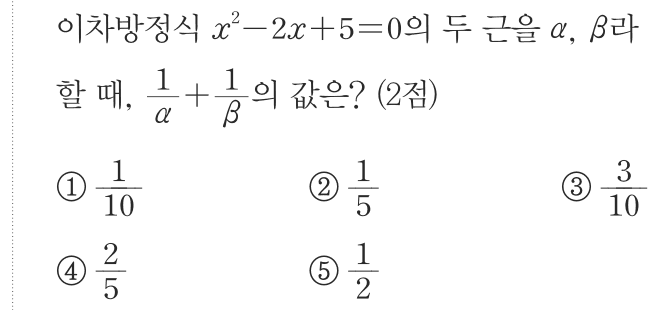 이차방정식 x²-2x+5=0의 두 근을 α, β라
할 때, 1/α+1/β의 값은? (2점)
① 1/10 ② 1/5 ③ 3/10
④ 2/5 ⑤ 1/2